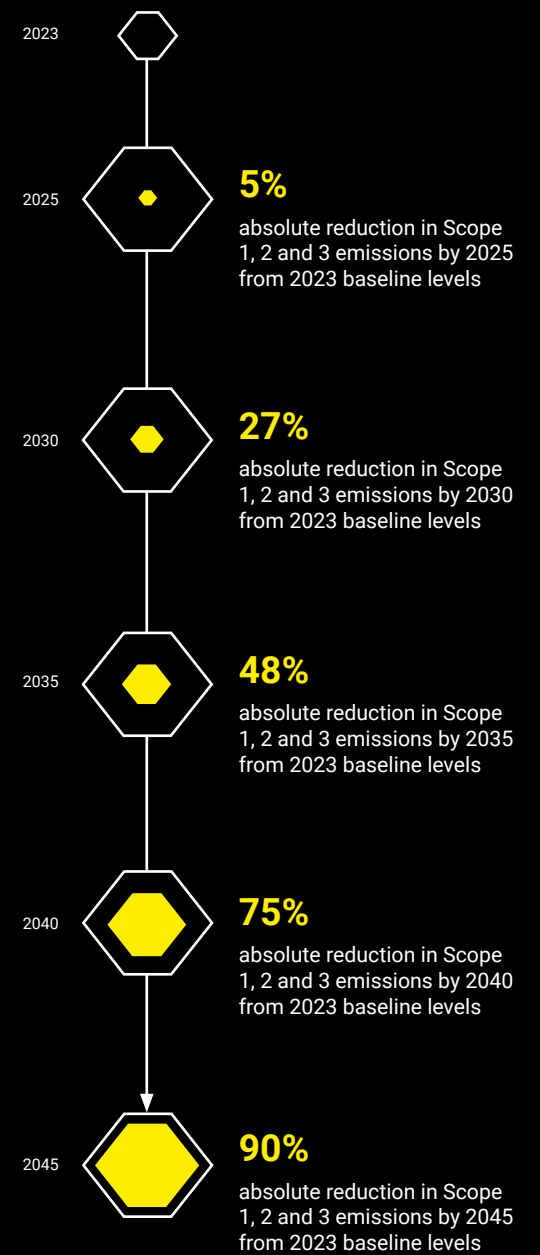 2023
2025
5%
absolute reduction in Scope
1, 2 and 3 emissions by 2025
from 2023 baseline levels
2030
27%
absolute reduction in Scope
1, 2 and 3 emissions by 2030
from 2023 baseline levels
2035
48%
absolute reduction in Scope
1, 2 and 3 emissions by 2035
from 2023 baseline levels
2040
75%
absolute reduction in Scope
1, 2 and 3 emissions by 2040
from 2023 baseline levels
2045
90%
absolute reduction in Scope
1, 2 and 3 emissions by 2045
from 2023 baseline levels